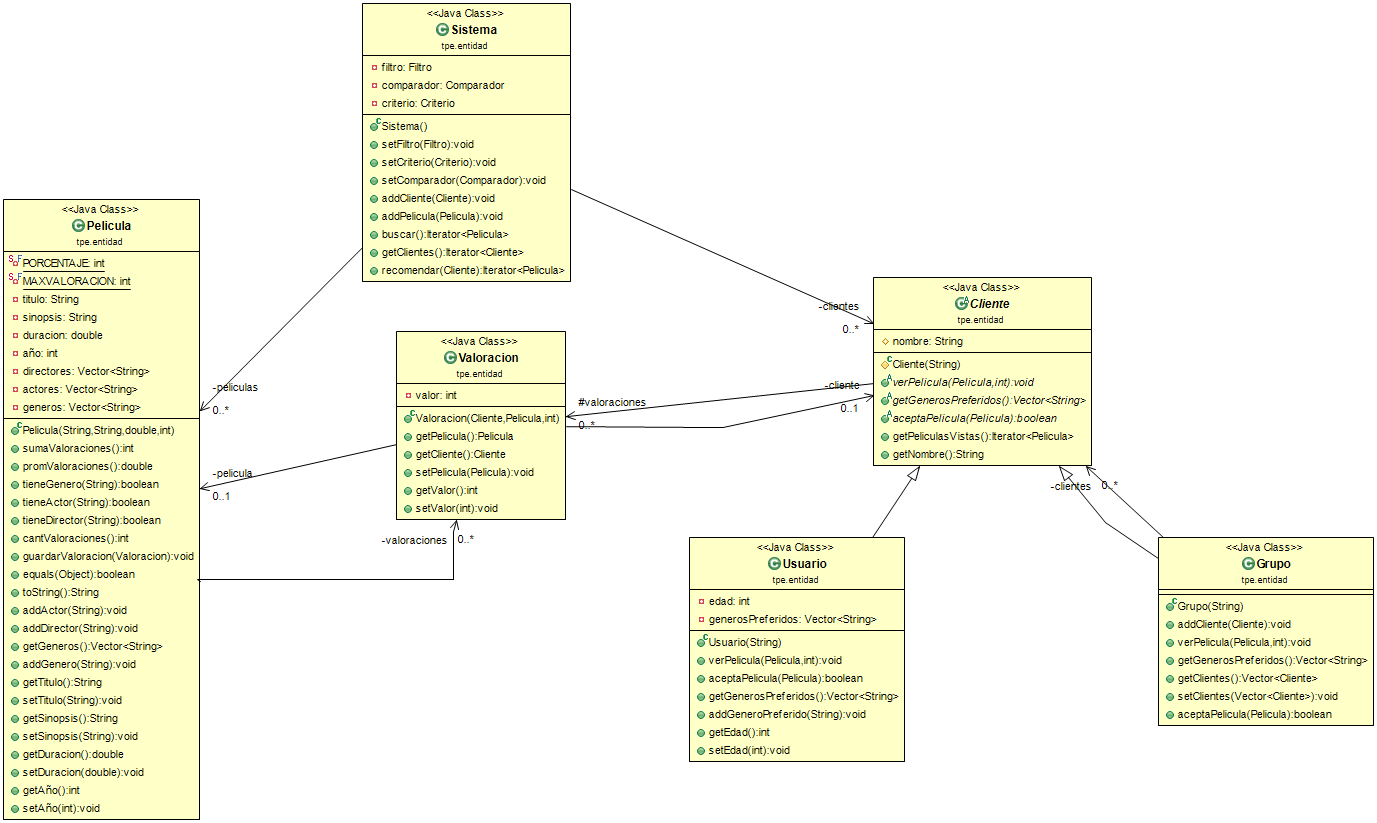 <<Java Class>>
Sistema
tpe.entidad
filtro: Filtro
comparador: Comparador
criterio: Criterio
Sistema()
setFiltro(Filtro):void
setCriterio(Criterio):void
setComparador(Comparador):void
addCliente(Cliente):void
addPelicula(Pelicula):void
buscar():Iterator<Pelicula>
getClientes():Iterator<Cliente>
recomendar(Cliente):Iterator<Pelicula>
<<Java Class>>
Pelicula
tpe.entidad
PORCENTAJE: int
MAXVALORACION: int
titulo: String
sinopsis: String
duracion: double
año: int
directores: Vector<String>
actores: Vector<String>
generos: Vector<String>
Pelicula(String,String,double,int)
sumaValoraciones():int
promValoraciones():double
tieneGenero(String):boolean
tieneActor(String):boolean
tieneDirector(String):boolean
cantValoraciones():int
guardarValoracion(Valoracion):void
equals(Object):boolean
toString():String
addActor(String):void
addDirector(String):void
getGeneros():Vector<String>
addGenero(String):void
getTitulo():String
setTitulo(String):void
getSinopsis():String
setSinopsis(String):void
getDuracion():double
setDuracion(double):void
getAño():int
setAño(int):void
-peliculas
0..*
-pelicula
0..1
-valoraciones
0..*
<<Java Class>>
Valoracion
tpe.entidad
valor: int
Valoracion(Cliente,Pelicula,int)
getPelicula():Pelicula
getCliente():Cliente
setPelicula(Pelicula):void
getValor():int
setValor(int):void
#valoraciones
0..*
-clientes
0..*
-cliente
0..1
<<Java Class>>
Cliente
tpe.entidad
nombre: String
Cliente(String)
verPelicula(Pelicula,int):void
getGenerosPreferidos():Vector<String>
aceptaPelicula(Pelicula):boolean
getPeliculasVistas():Iterator<Pelicula>
getNombre():String
-clientes
0..*
<<Java Class>>
Usuario
tpe.entidad
edad: int
generosPreferidos: Vector<String>
Usuario(String)
verPelicula(Pelicula,int):void
aceptaPelicula(Pelicula):boolean
getGenerosPreferidos():Vector<String>
addGeneroPreferido(String):void
getEdad():int
setEdad(int):void
<<Java Class>>
Grupo
tpe.entidad
Grupo(String)
addCliente(Cliente):void
verPelicula(Pelicula,int):void
getGenerosPreferidos():Vector<String>
getClientes():Vector<Cliente>
setClientes(Vector<Cliente>):void
aceptaPelicula(Pelicula):boolean